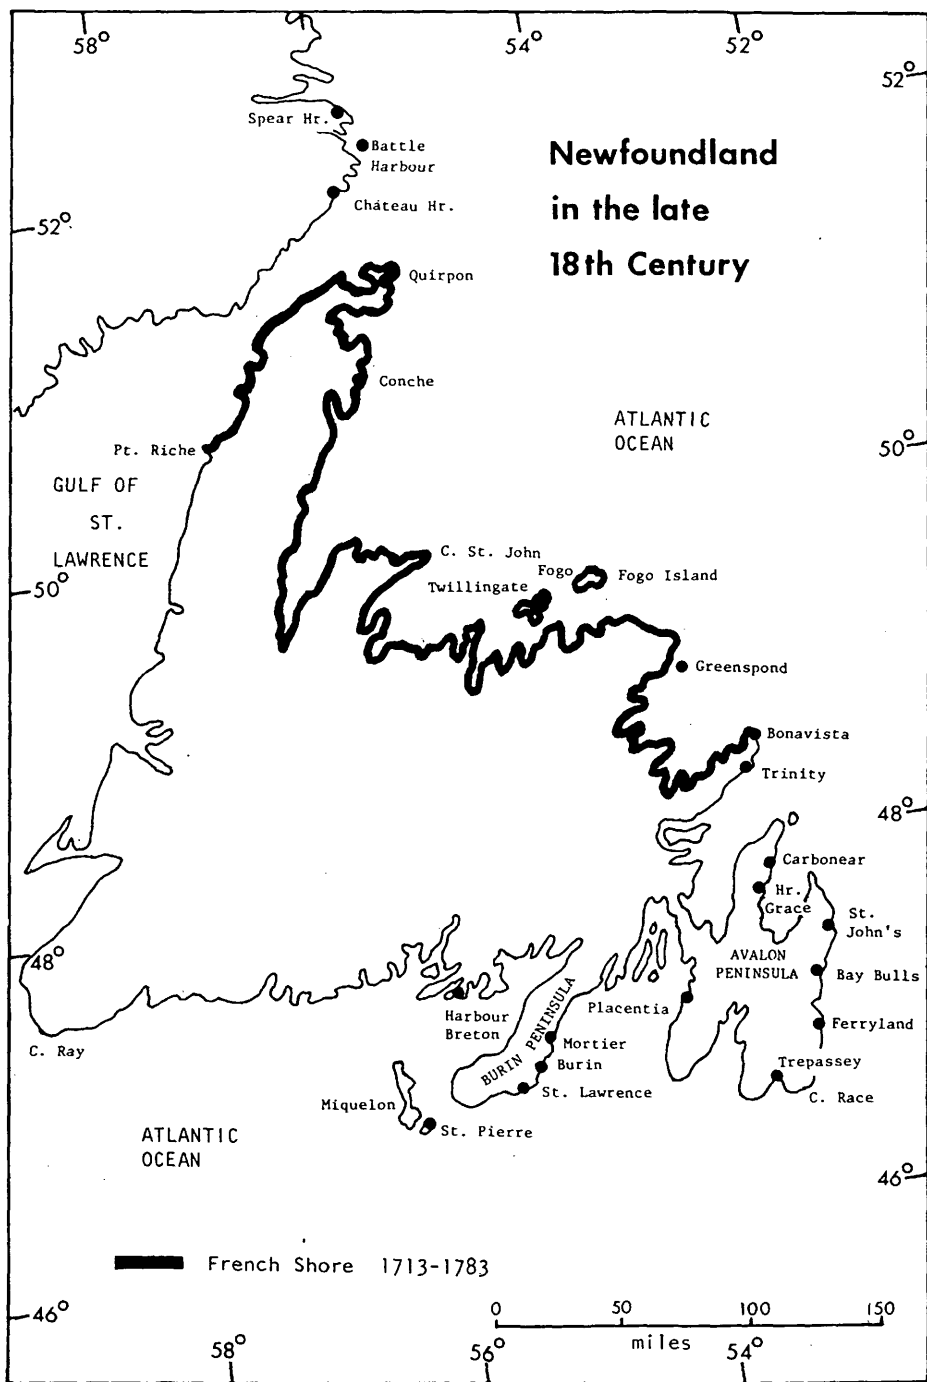 58°
54°
52°
52°
Spear Hr.
Battle
Harbour
Château Hr.
Newfoundland
in the late
18th Century
52°
Quirpon
Conche
ATLANTIC
OCEAN
Pt. Riche
50°
GULF OF
ST.
LAWRENCE
C. St. John
Fogo
Fogo Island
Twillingate
50°
Greenspond
Bonavista
Trinity
48°
Carbonear
Hr.
Grace
St.
John's
AVALON
PENINSULA
48°
Bay Bulls
Placentia
Harbour
Breton
BURIN PENINSULA
Ferryland
Mortier
C. Ray
Burin
Trepassey
St. Lawrence
C. Race
Miquelon
St. Pierre
ATLANTIC
OCEAN
46°
French Shore 1713-1783
46°
0 50 100 150
miles
58°
56°
54°